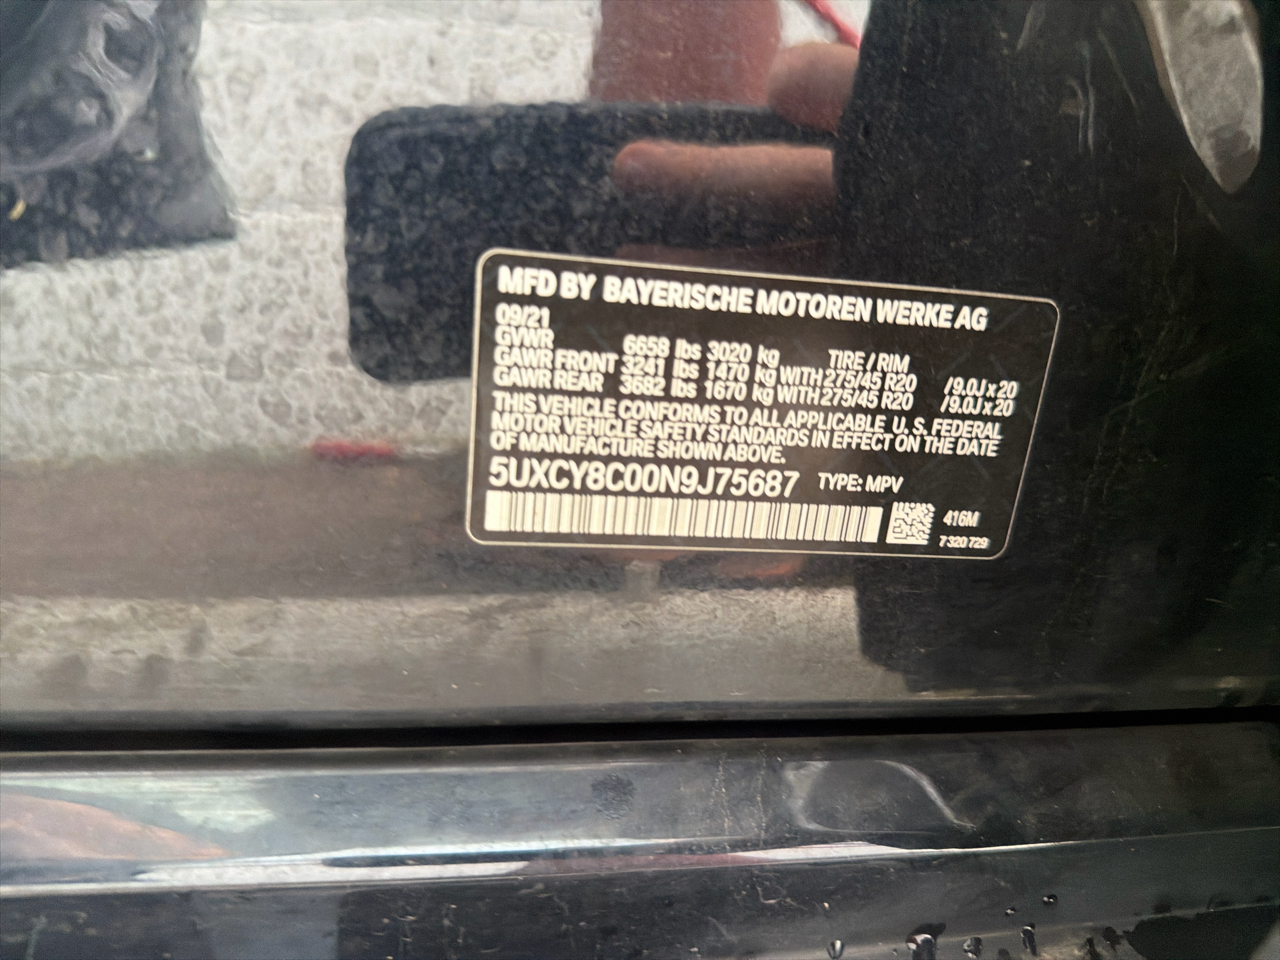 MFD BY BAYERISCHE MOTOREN WERKE AG
09/21
GVWR 6658 lbs 3020 kg TIRE / RIM
GAWR FRONT 3241 lbs 1470 kg WITH 275/45 R20 /9.0J x 20
GAWR REAR 3682 lbs 1670 kg WITH 275/45 R20 /9.0J x 20
THIS VEHICLE CONFORMS TO ALL APPLICABLE U. S. FEDERAL
MOTOR VEHICLE SAFETY STANDARDS IN EFFECT ON THE DATE
OF MANUFACTURE SHOWN ABOVE.
5UXCY8C00N9J75687 TYPE: MPV
416M
7 320 729